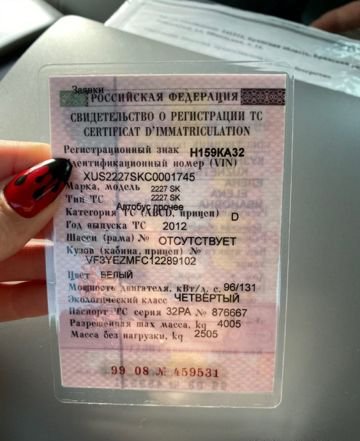 Заявки
РОССИЙСКАЯ ФЕДЕРАЦИЯ
СВИДЕТЕЛЬСТВО О РЕГИСТРАЦИИ ТС
CERTIFICAT D'IMMATRICULATION
Регистрационный знак Н159КА32
Идентификационный номер (VIN)
XUS2227SKC0001745
Марка, модель 2227 SK
Тип ТС 2227 SK
Автобус прочее
Категория ТС (ABCD, прицеп) D
Год выпуска ТС 2012
Шасси (рама) № ОТСУТСТВУЕТ
Кузов (кабина, прицеп) №
VF3YEZMFC12289102
Цвет БЕЛЫЙ
Мощность двигателя, кВт/л. с. 96/131
Экологический класс ЧЕТВЁРТЫЙ
Паспорт ТС серия 32РА № 876667
Разрешенная max масса, kg 4005
Масса без нагрузки, kg 2505
99 08 № 459531